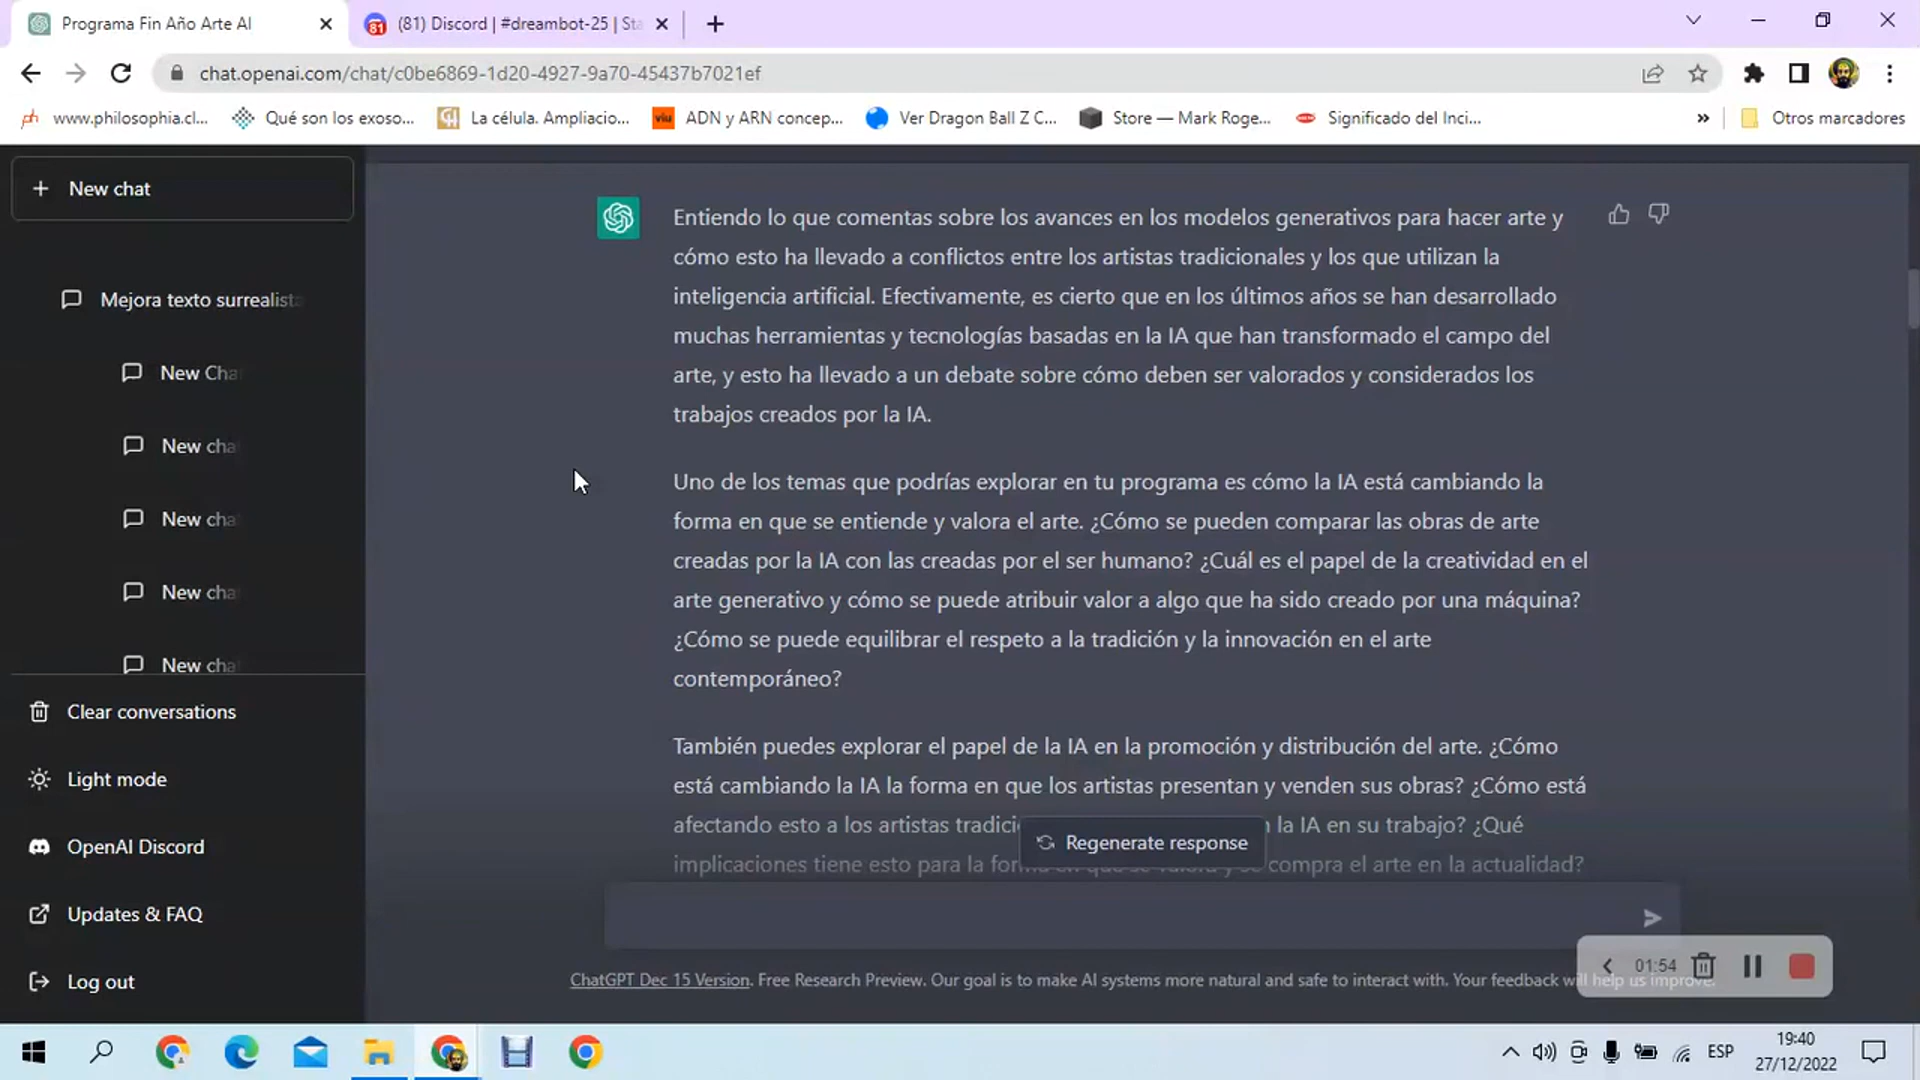 Programa Fin Año Arte AI
(81) Discord | #dreambot-25 | Sta
chat.openai.com/chat/c0be6869-1d20-4927-9a70-45437b7021ef
www.philosophia.cl...
Qué son los exoso...
La célula. Ampliacio...
viu
ADN y ARN concep...
Ver Dragon Ball Z C...
Store — Mark Roge...
Significado del Inci...
»
Otros marcadores
+ New chat
Mejora texto surrealista
New Cha
New cha
New cha
New cha
New cha
Clear conversations
Light mode
OpenAI Discord
Updates & FAQ
Log out
Entiendo lo que comentas sobre los avances en los modelos generativos para hacer arte y
cómo esto ha llevado a conflictos entre los artistas tradicionales y los que utilizan la
inteligencia artificial. Efectivamente, es cierto que en los últimos años se han desarrollado
muchas herramientas y tecnologías basadas en la IA que han transformado el campo del
arte, y esto ha llevado a un debate sobre cómo deben ser valorados y considerados los
trabajos creados por la IA.
Uno de los temas que podrías explorar en tu programa es cómo la IA está cambiando la
forma en que se entiende y valora el arte. ¿Cómo se pueden comparar las obras de arte
creadas por la IA con las creadas por el ser humano? ¿Cuál es el papel de la creatividad en el
arte generativo y cómo se puede atribuir valor a algo que ha sido creado por una máquina?
¿Cómo se puede equilibrar el respeto a la tradición y la innovación en el arte
contemporáneo?
También puedes explorar el papel de la IA en la promoción y distribución del arte. ¿Cómo
está cambiando la IA la forma en que los artistas presentan y venden sus obras? ¿Cómo está
afectando esto a los artistas tradici la IA en su trabajo? ¿Qué
implicaciones tiene esto para la forma en que se valora y se compra el arte en la actualidad?
Regenerate response
ChatGPT Dec 15 Version. Free Research Preview. Our goal is to make AI systems more natural and safe to interact with. Your feedback will help us improve.
01:54
ESP
19:40
27/12/2022